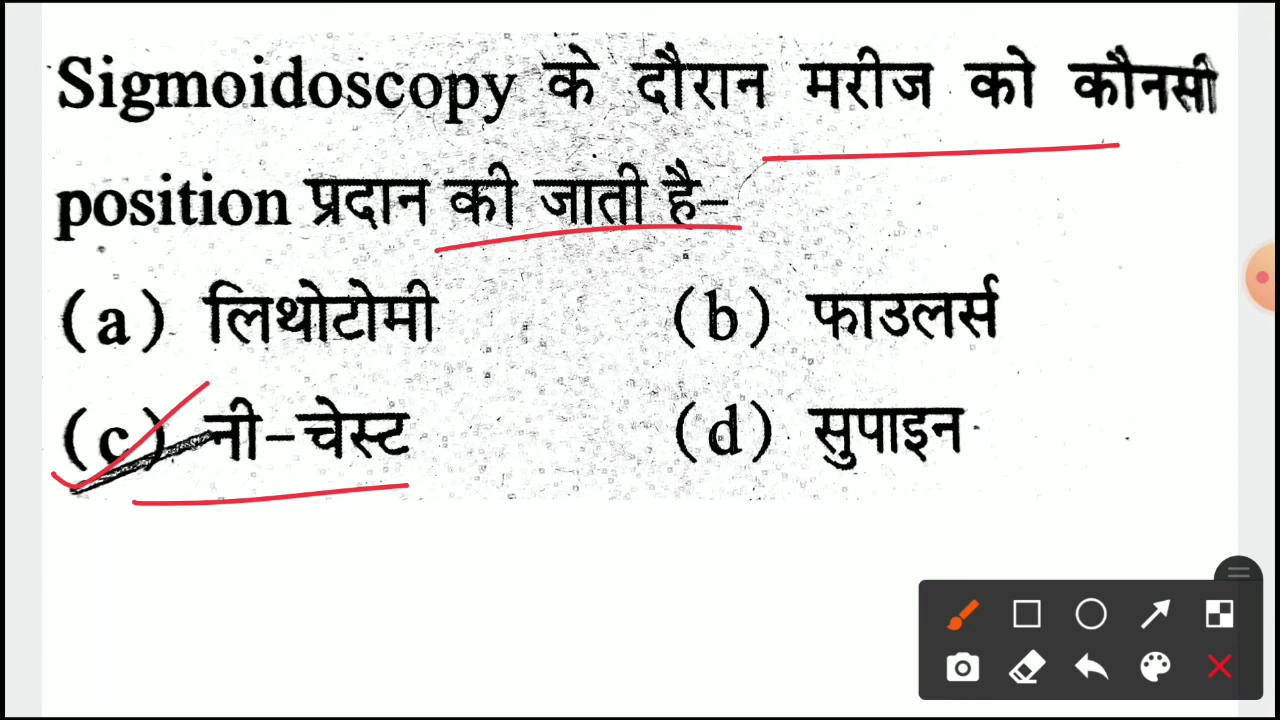 Sigmoidoscopy के दौरान मरीज को कौनसी
position प्रदान की जाती है–
(a) लिथोटोमी (b) फाउलर्स
(c) नी-चेस्ट (d) सुपाइन